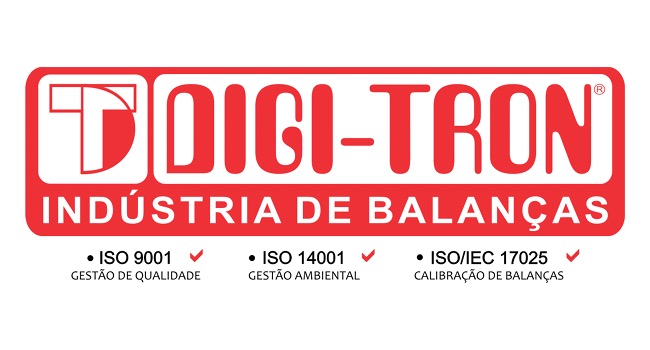 DIGI-TRON®
INDÚSTRIA DE BALANÇAS
• ISO 9001 • ISO 14001 • ISO/IEC 17025
GESTÃO DE QUALIDADE GESTÃO AMBIENTAL CALIBRAÇÃO DE BALANÇAS